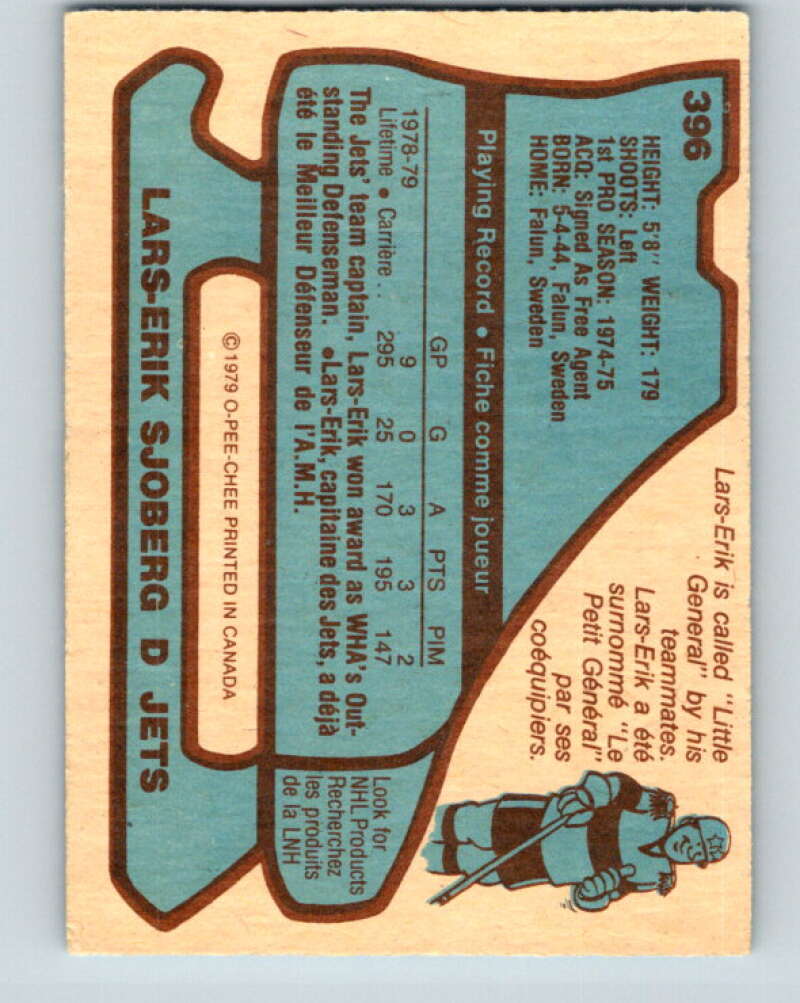 396
HEIGHT: 5'8" WEIGHT: 179
SHOOTS: Left
1st PRO SEASON: 1974-75
ACQ: Signed As Free Agent
BORN: 5-4-44, Falun, Sweden
HOME: Falun, Sweden
Lars-Erik is called "Little
General" by his
teammates.
Lars-Erik a été
surnommé "Le
Petit Général"
par ses
coéquipiers.
Playing Record • Fiche comme joueur
GP G A PTS PIM
1978-79 9 0 3 3 2
Lifetime • Carrière .. 295 25 170 195 147
The Jets' team captain, Lars-Erik won award as WHA's Out-
standing Defenseman. •Lars-Erik, capitaine des Jets, a déjà
été le Meilleur Défenseur de l'A.M.H.
Look for
NHL Products
Recherchez
les produits
de la LNH
©1979 O-PEE-CHEE PRINTED IN CANADA
LARS-ERIK SJOBERG D JETS